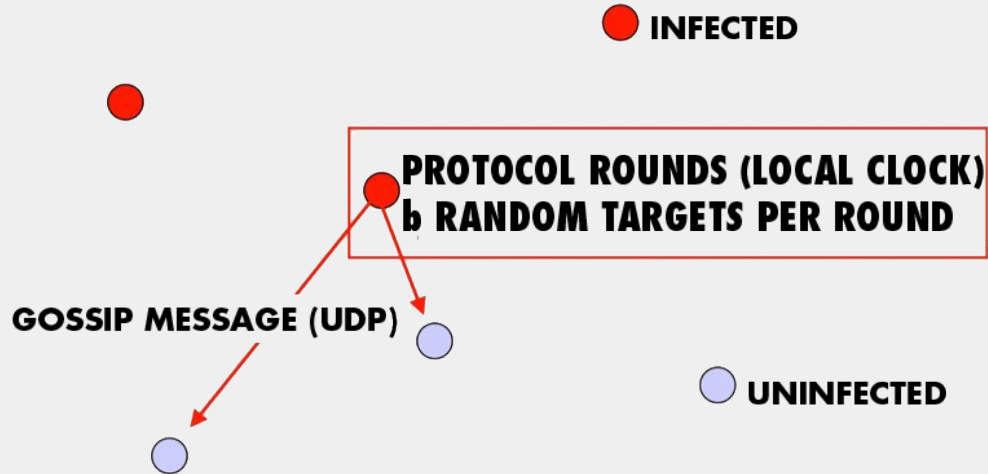 INFECTED
PROTOCOL ROUNDS (LOCAL CLOCK)
b RANDOM TARGETS PER ROUND
GOSSIP MESSAGE (UDP)
UNINFECTED